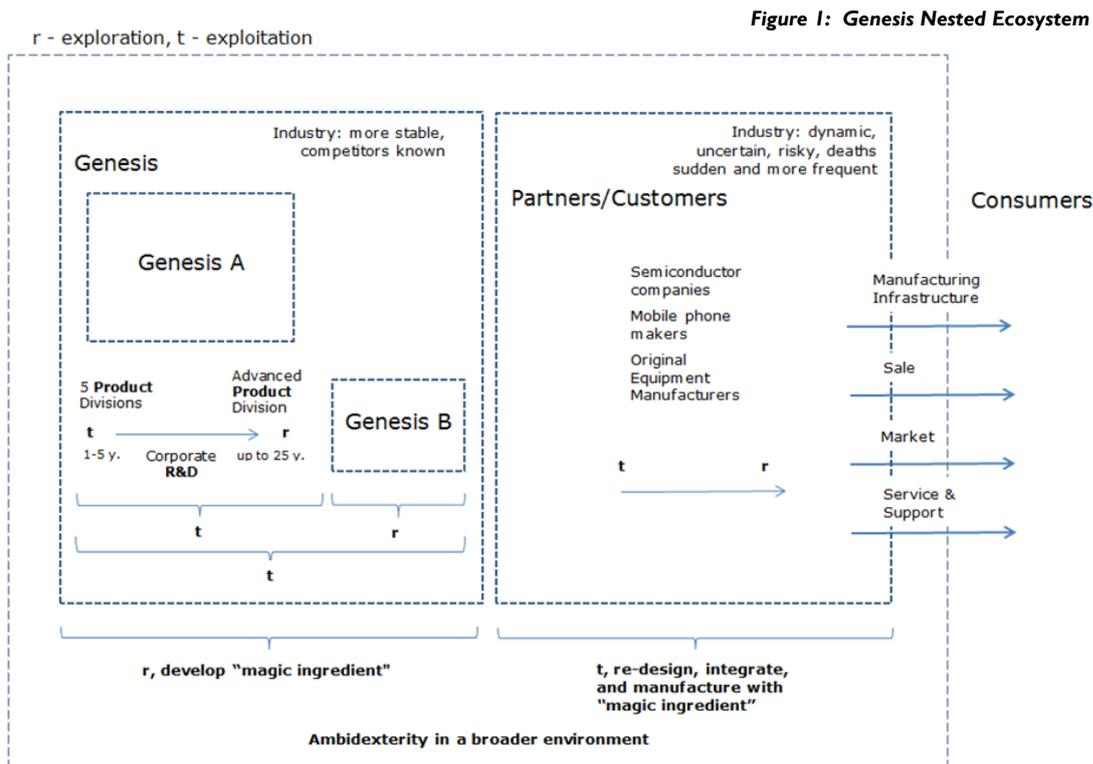 Figure 1: Genesis Nested Ecosystem
r - exploration, t - exploitation
Industry: more stable,
competitors known
Genesis
Genesis A
5 Product
Divisions
Advanced
Product
Division
t
r
1-5 y.
Corporate
R&D
up to 25 y.
Genesis B
t
r
t
Industry: dynamic,
uncertain, risky, deaths
sudden and more frequent
Partners/Customers
Semiconductor
companies
Mobile phone
makers
Original
Equipment
Manufacturers
t
r
Consumers
Manufacturing
Infrastructure
Sale
Market
Service &
Support
r, develop “magic ingredient"
t, re-design, integrate,
and manufacture with
“magic ingredient”
Ambidexterity in a broader environment